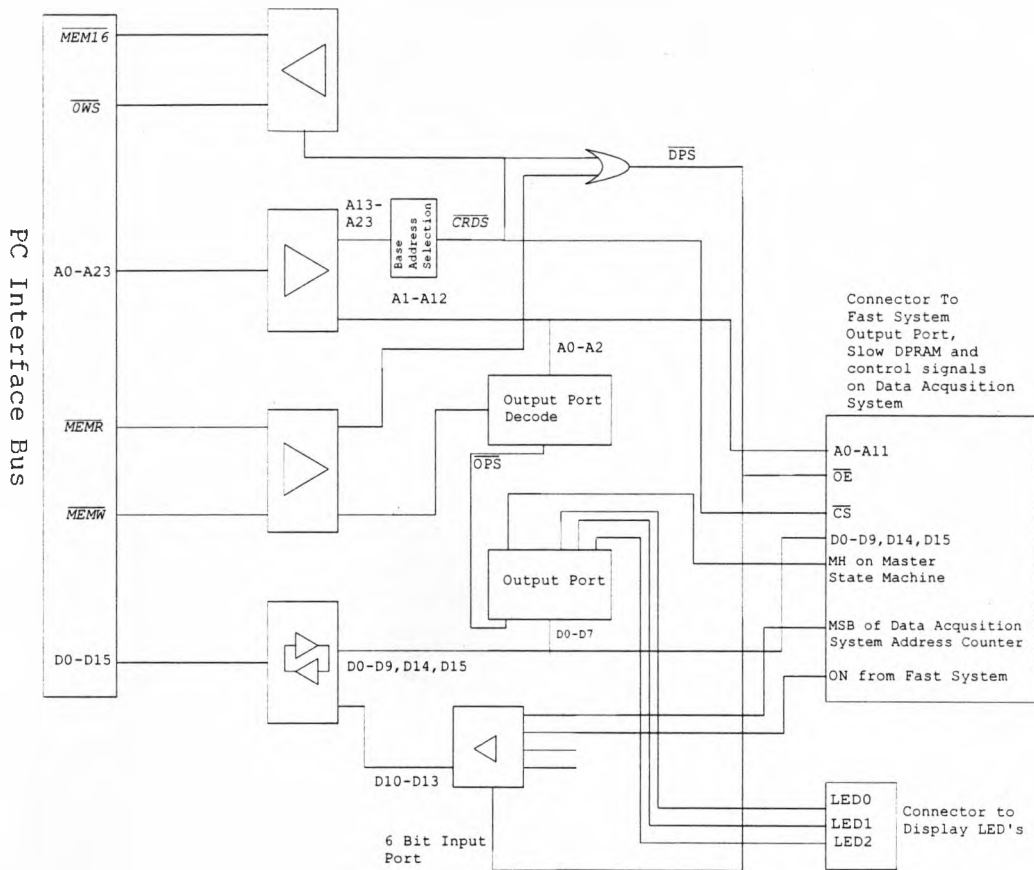 PC Interface Bus
MEM16
OWS
A0-A23
MEMR
MEMW
D0-D15
A13-
A23
Base
Address
Selection
CRDS
A1-A12
DPS
A0-A2
Output Port
Decode
OPS
Output Port
D0-D7
D0-D9,D14,D15
D10-D13
6 Bit Input
Port
Connector To
Fast System
Output Port,
Slow DPRAM and
control signals
on Data Acqusition
System
A0-A11
OE
CS
D0-D9,D14,D15
MH on Master
State Machine
MSB of Data Acqusition
System Address Counter
ON from Fast System
LED0
LED1
LED2
Connector to
Display LED's